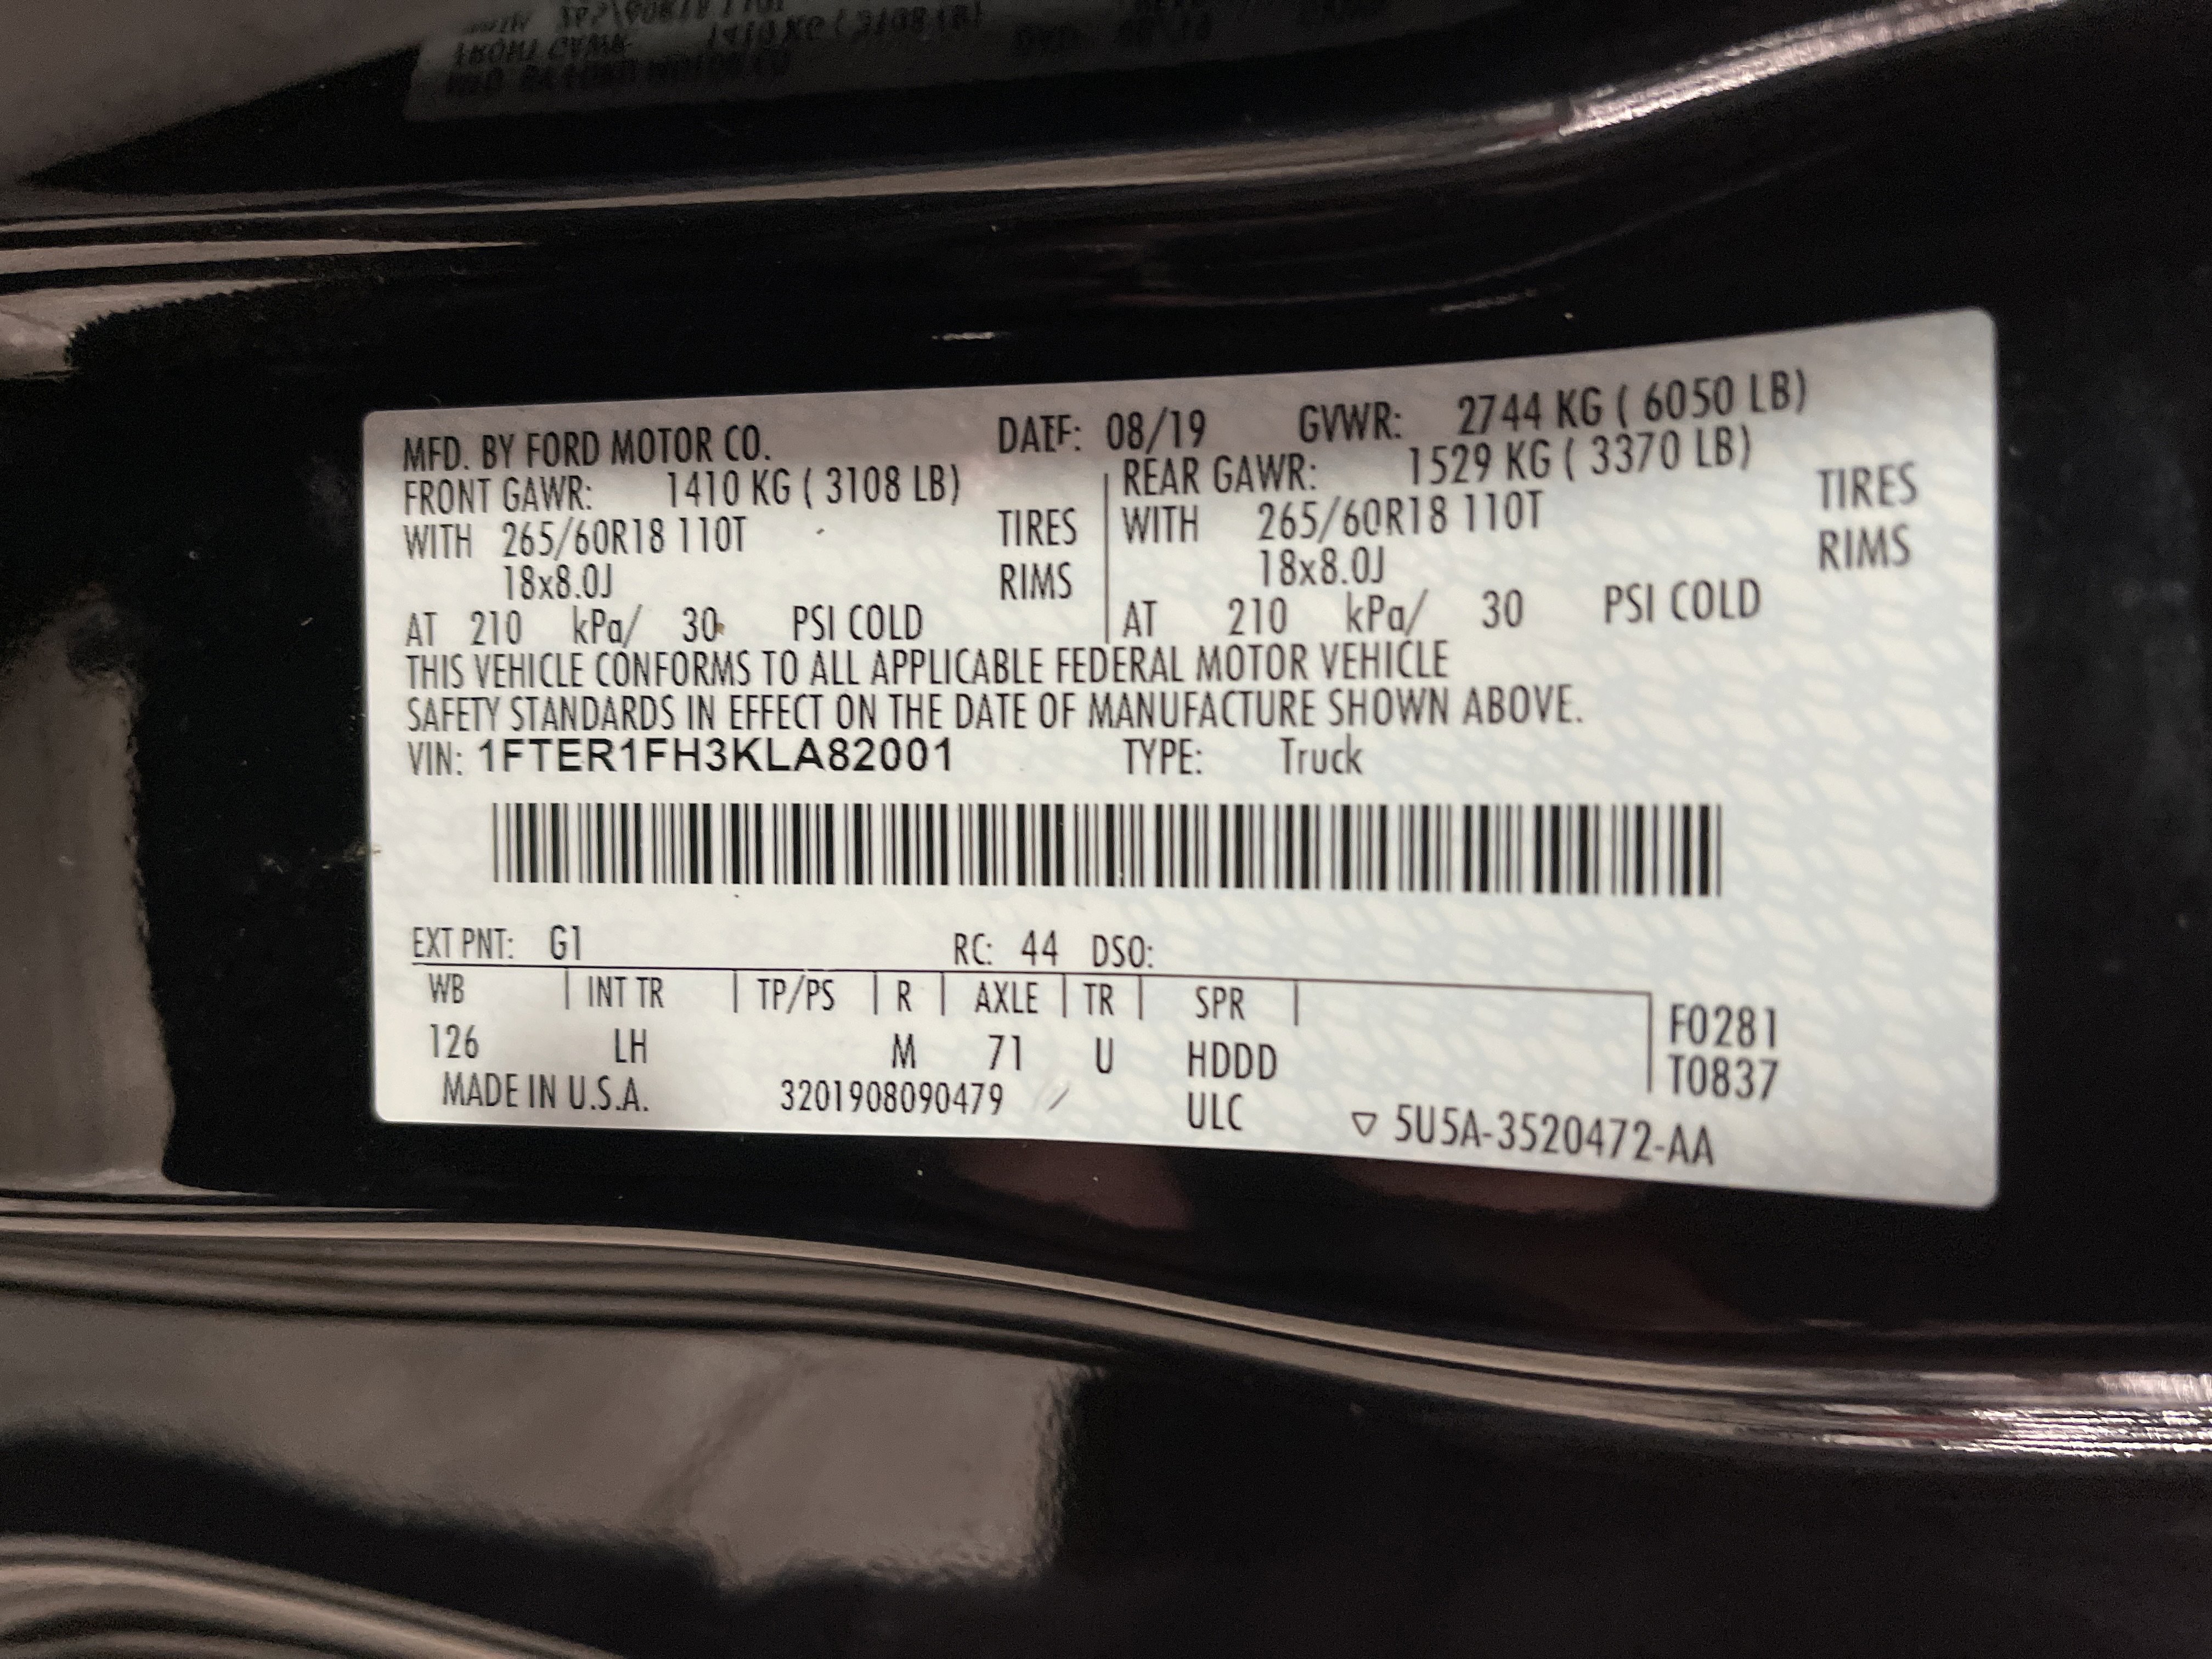 MFD. BY FORD MOTOR CO. DATE: 08/19 GVWR: 2744 KG ( 6050 LB)
FRONT GAWR: 1410 KG ( 3108 LB) REAR GAWR: 1529 KG ( 3370 LB)
WITH 265/60R18 110T TIRES WITH 265/60R18 110T TIRES
18x8.0J RIMS 18x8.0J RIMS
AT 210 kPa/ 30 PSI COLD AT 210 kPa/ 30 PSI COLD
THIS VEHICLE CONFORMS TO ALL APPLICABLE FEDERAL MOTOR VEHICLE
SAFETY STANDARDS IN EFFECT ON THE DATE OF MANUFACTURE SHOWN ABOVE.
VIN: 1FTER1FH3KLA82001 TYPE: Truck
EXT PNT: G1 RC: 44 DSO:
WB INT TR TP/PS R AXLE TR SPR F0281
126 LH M 71 U HDDD T0837
MADE IN U.S.A. 3201908090479 ULC ▽ 5U5A-3520472-AA